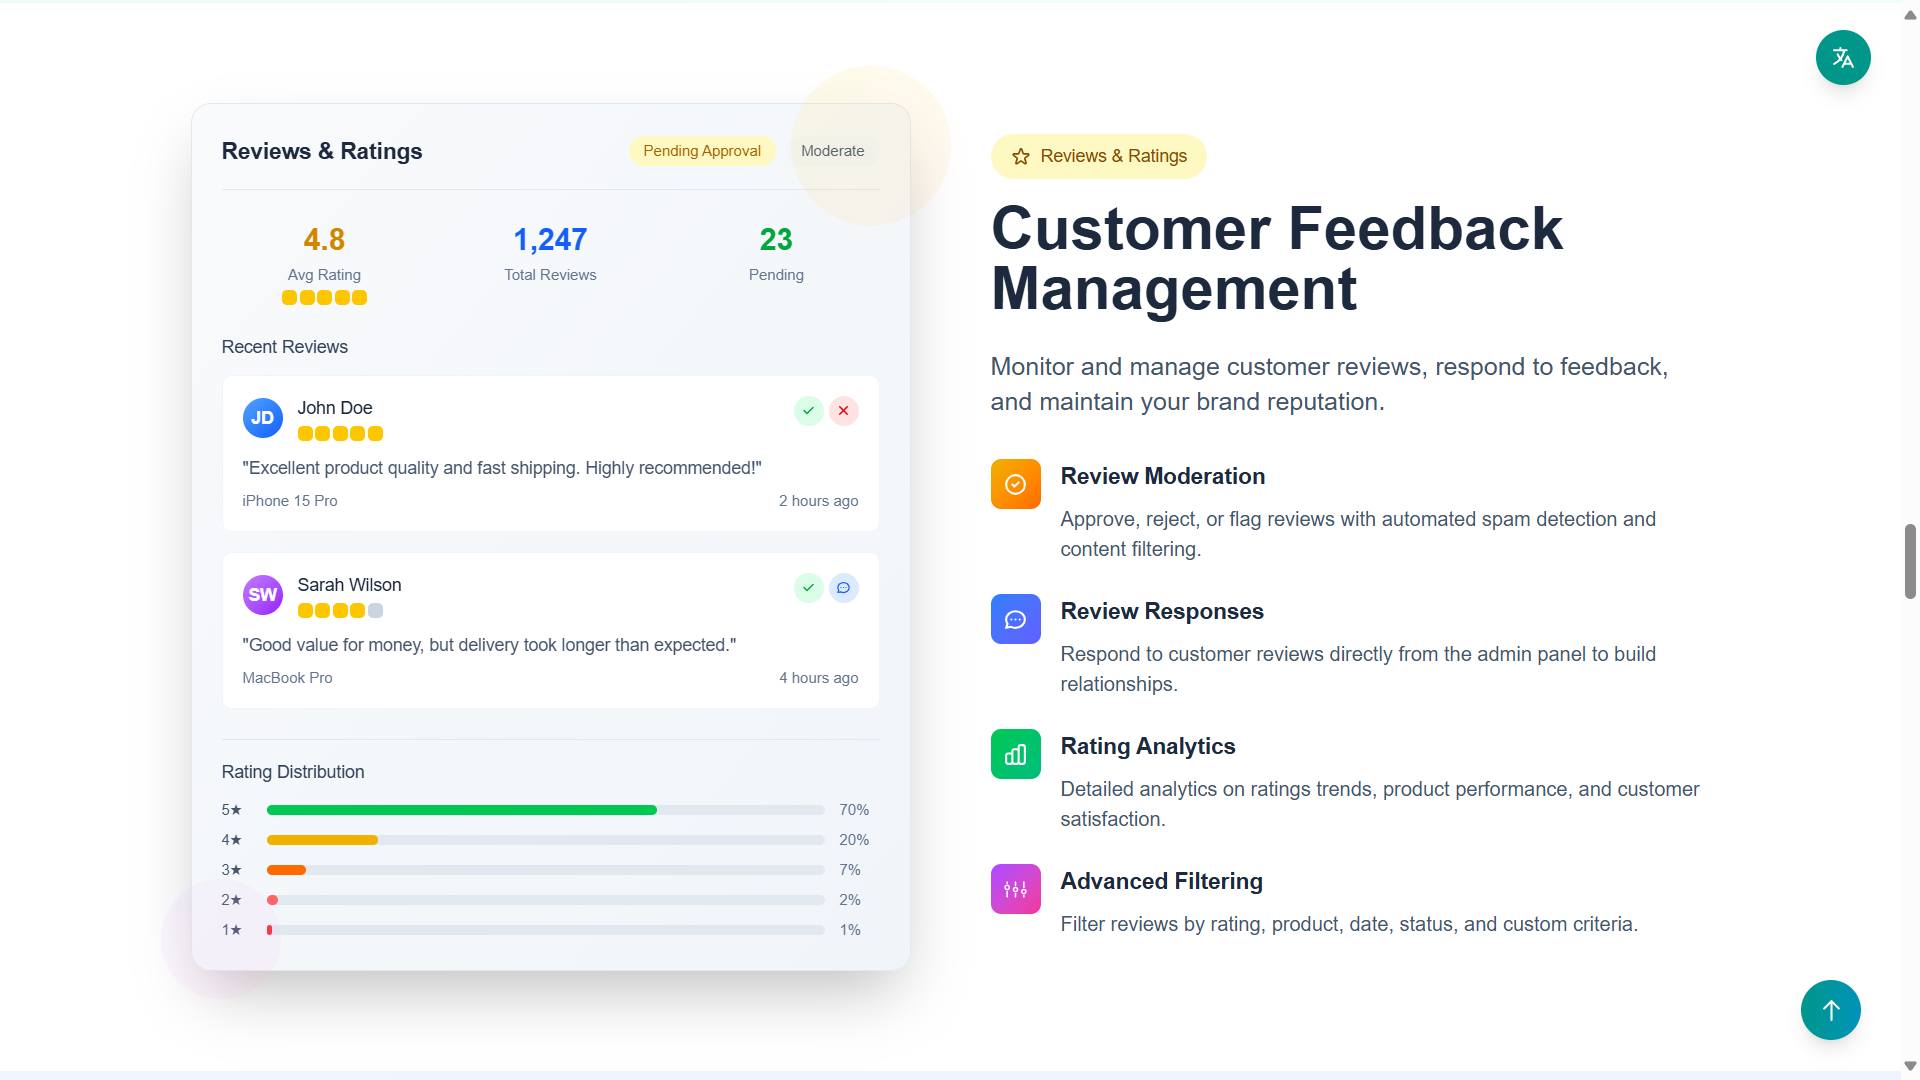 Reviews & Ratings
Pending Approval
Moderate
4.8
Avg Rating
1,247
Total Reviews
23
Pending
Recent Reviews
JD
John Doe
"Excellent product quality and fast shipping. Highly recommended!"
iPhone 15 Pro
2 hours ago
SW
Sarah Wilson
"Good value for money, but delivery took longer than expected."
MacBook Pro
4 hours ago
Rating Distribution
5★ 70%
4★ 20%
3★ 7%
2★ 2%
1★ 1%
Reviews & Ratings
Customer Feedback
Management
Monitor and manage customer reviews, respond to feedback,
and maintain your brand reputation.
Review Moderation
Approve, reject, or flag reviews with automated spam detection and
content filtering.
Review Responses
Respond to customer reviews directly from the admin panel to build
relationships.
Rating Analytics
Detailed analytics on ratings trends, product performance, and customer
satisfaction.
Advanced Filtering
Filter reviews by rating, product, date, status, and custom criteria.